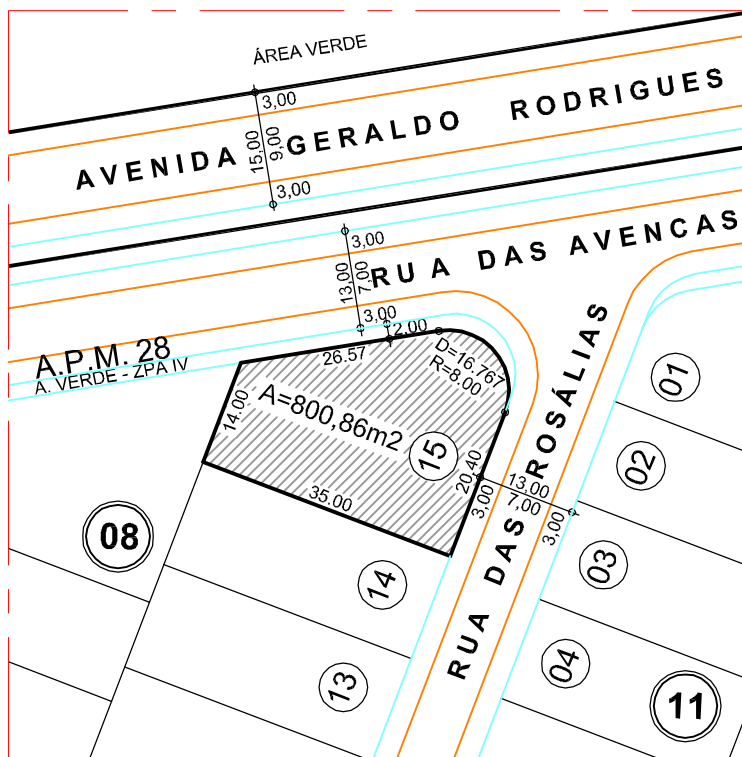 ÁREA VERDE
3,00
15,00
9,00
3,00
AVENIDA GERALDO RODRIGUES
3,00
13,00
7,00
3,00
RUA DAS AVENCAS
2,00
A.P.M. 28
A. VERDE - ZPA IV
26.57
D=16.767
R=8.00
14.00
A=800,86m2
15
20,40
35.00
3,00
13,00
7,00
3,00
RUA DAS ROSÁLIAS
01
02
03
04
08
14
13
11